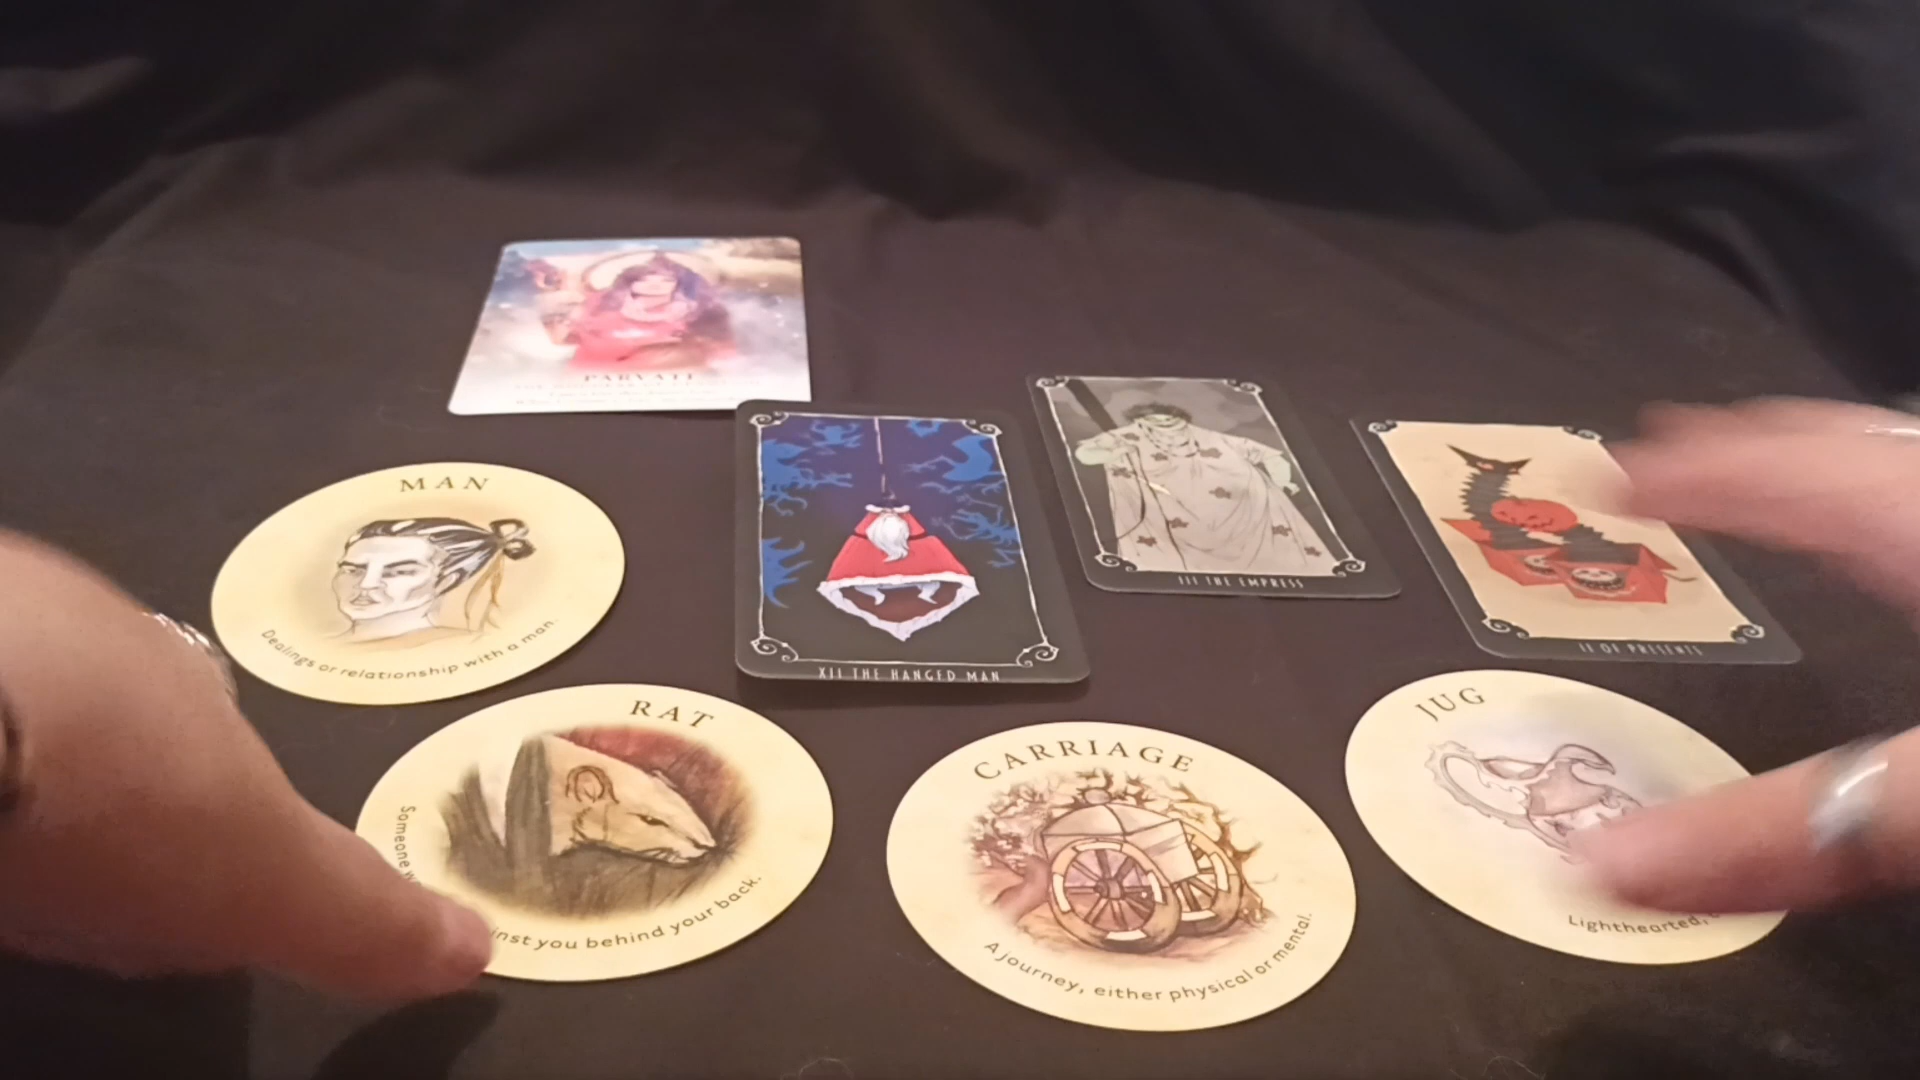 PARVATI
MAN
Dealings or relationship with a man.
XII THE HANGED MAN
III THE EMPRESS
II OF PRESENTS
RAT
Someone
inst you behind your back.
CARRIAGE
A journey, either physical or mental.
JUG
Lighthearted,